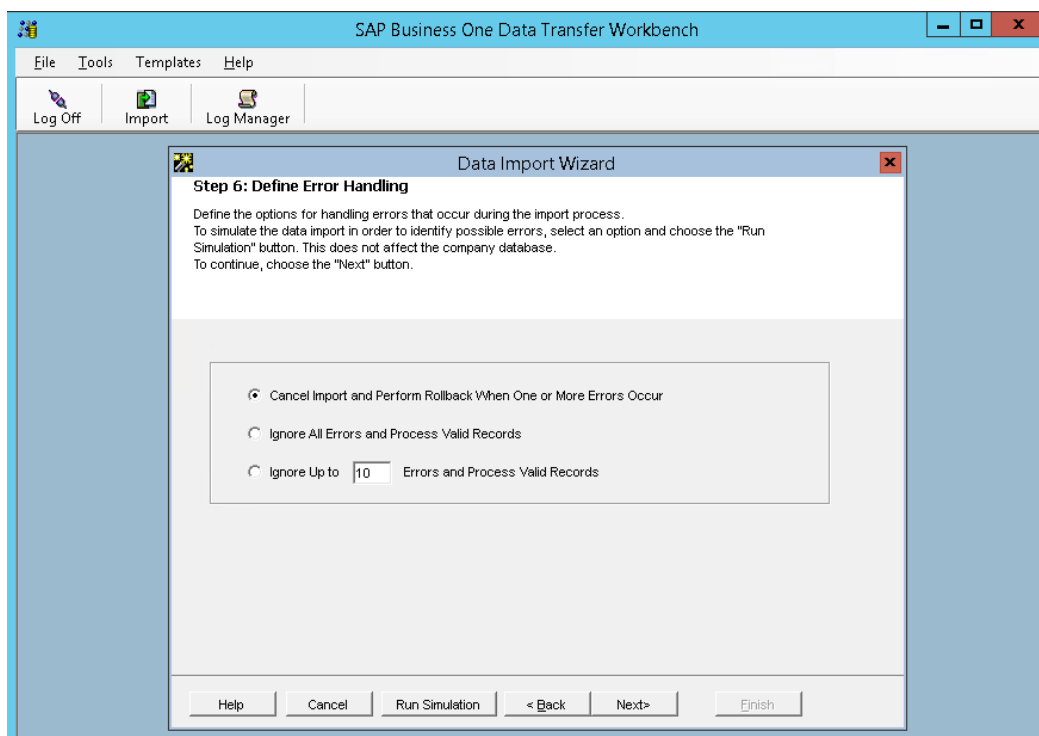 SAP Business One Data Transfer Workbench
File Tools Templates Help
Log Off Import Log Manager
Data Import Wizard
Step 6: Define Error Handling
Define the options for handling errors that occur during the import process.
To simulate the data import in order to identify possible errors, select an option and choose the "Run
Simulation" button. This does not affect the company database.
To continue, choose the "Next" button.
Cancel Import and Perform Rollback When One or More Errors Occur
Ignore All Errors and Process Valid Records
Ignore Up to 10 Errors and Process Valid Records
Help Cancel Run Simulation < Back Next> Finish